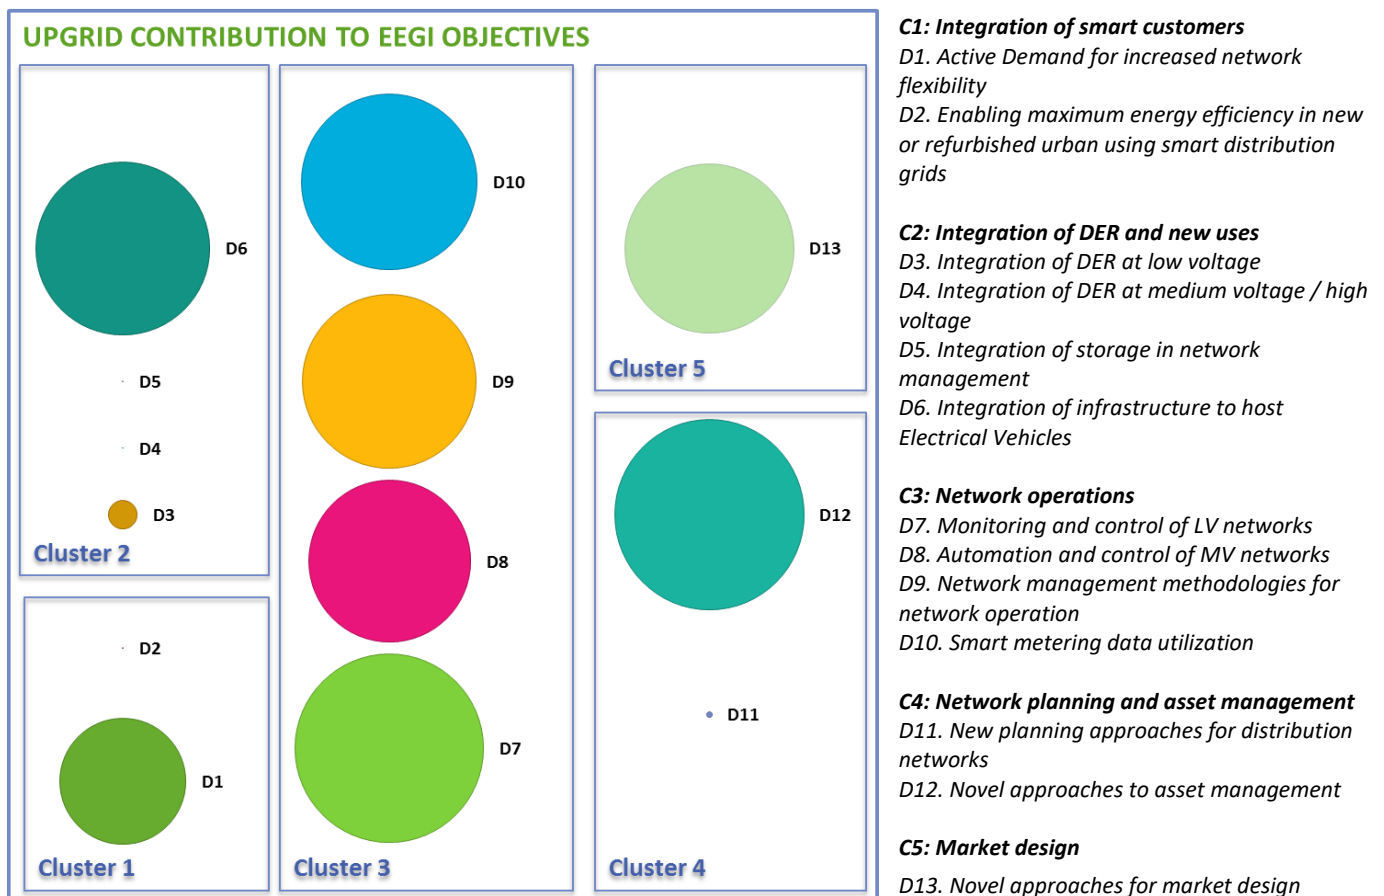 UPGRID CONTRIBUTION TO EEGI OBJECTIVES
D6
D5
D4
D3
Cluster 2
D2
D1
Cluster 1
D10
D9
D8
D7
Cluster 3
D13
Cluster 5
D12
D11
Cluster 4
C1: Integration of smart customers
D1. Active Demand for increased network
flexibility
D2. Enabling maximum energy efficiency in new
or refurbished urban using smart distribution
grids
C2: Integration of DER and new uses
D3. Integration of DER at low voltage
D4. Integration of DER at medium voltage / high
voltage
D5. Integration of storage in network
management
D6. Integration of infrastructure to host
Electrical Vehicles
C3: Network operations
D7. Monitoring and control of LV networks
D8. Automation and control of MV networks
D9. Network management methodologies for
network operation
D10. Smart metering data utilization
C4: Network planning and asset management
D11. New planning approaches for distribution
networks
D12. Novel approaches to asset management
C5: Market design
D13. Novel approaches for market design